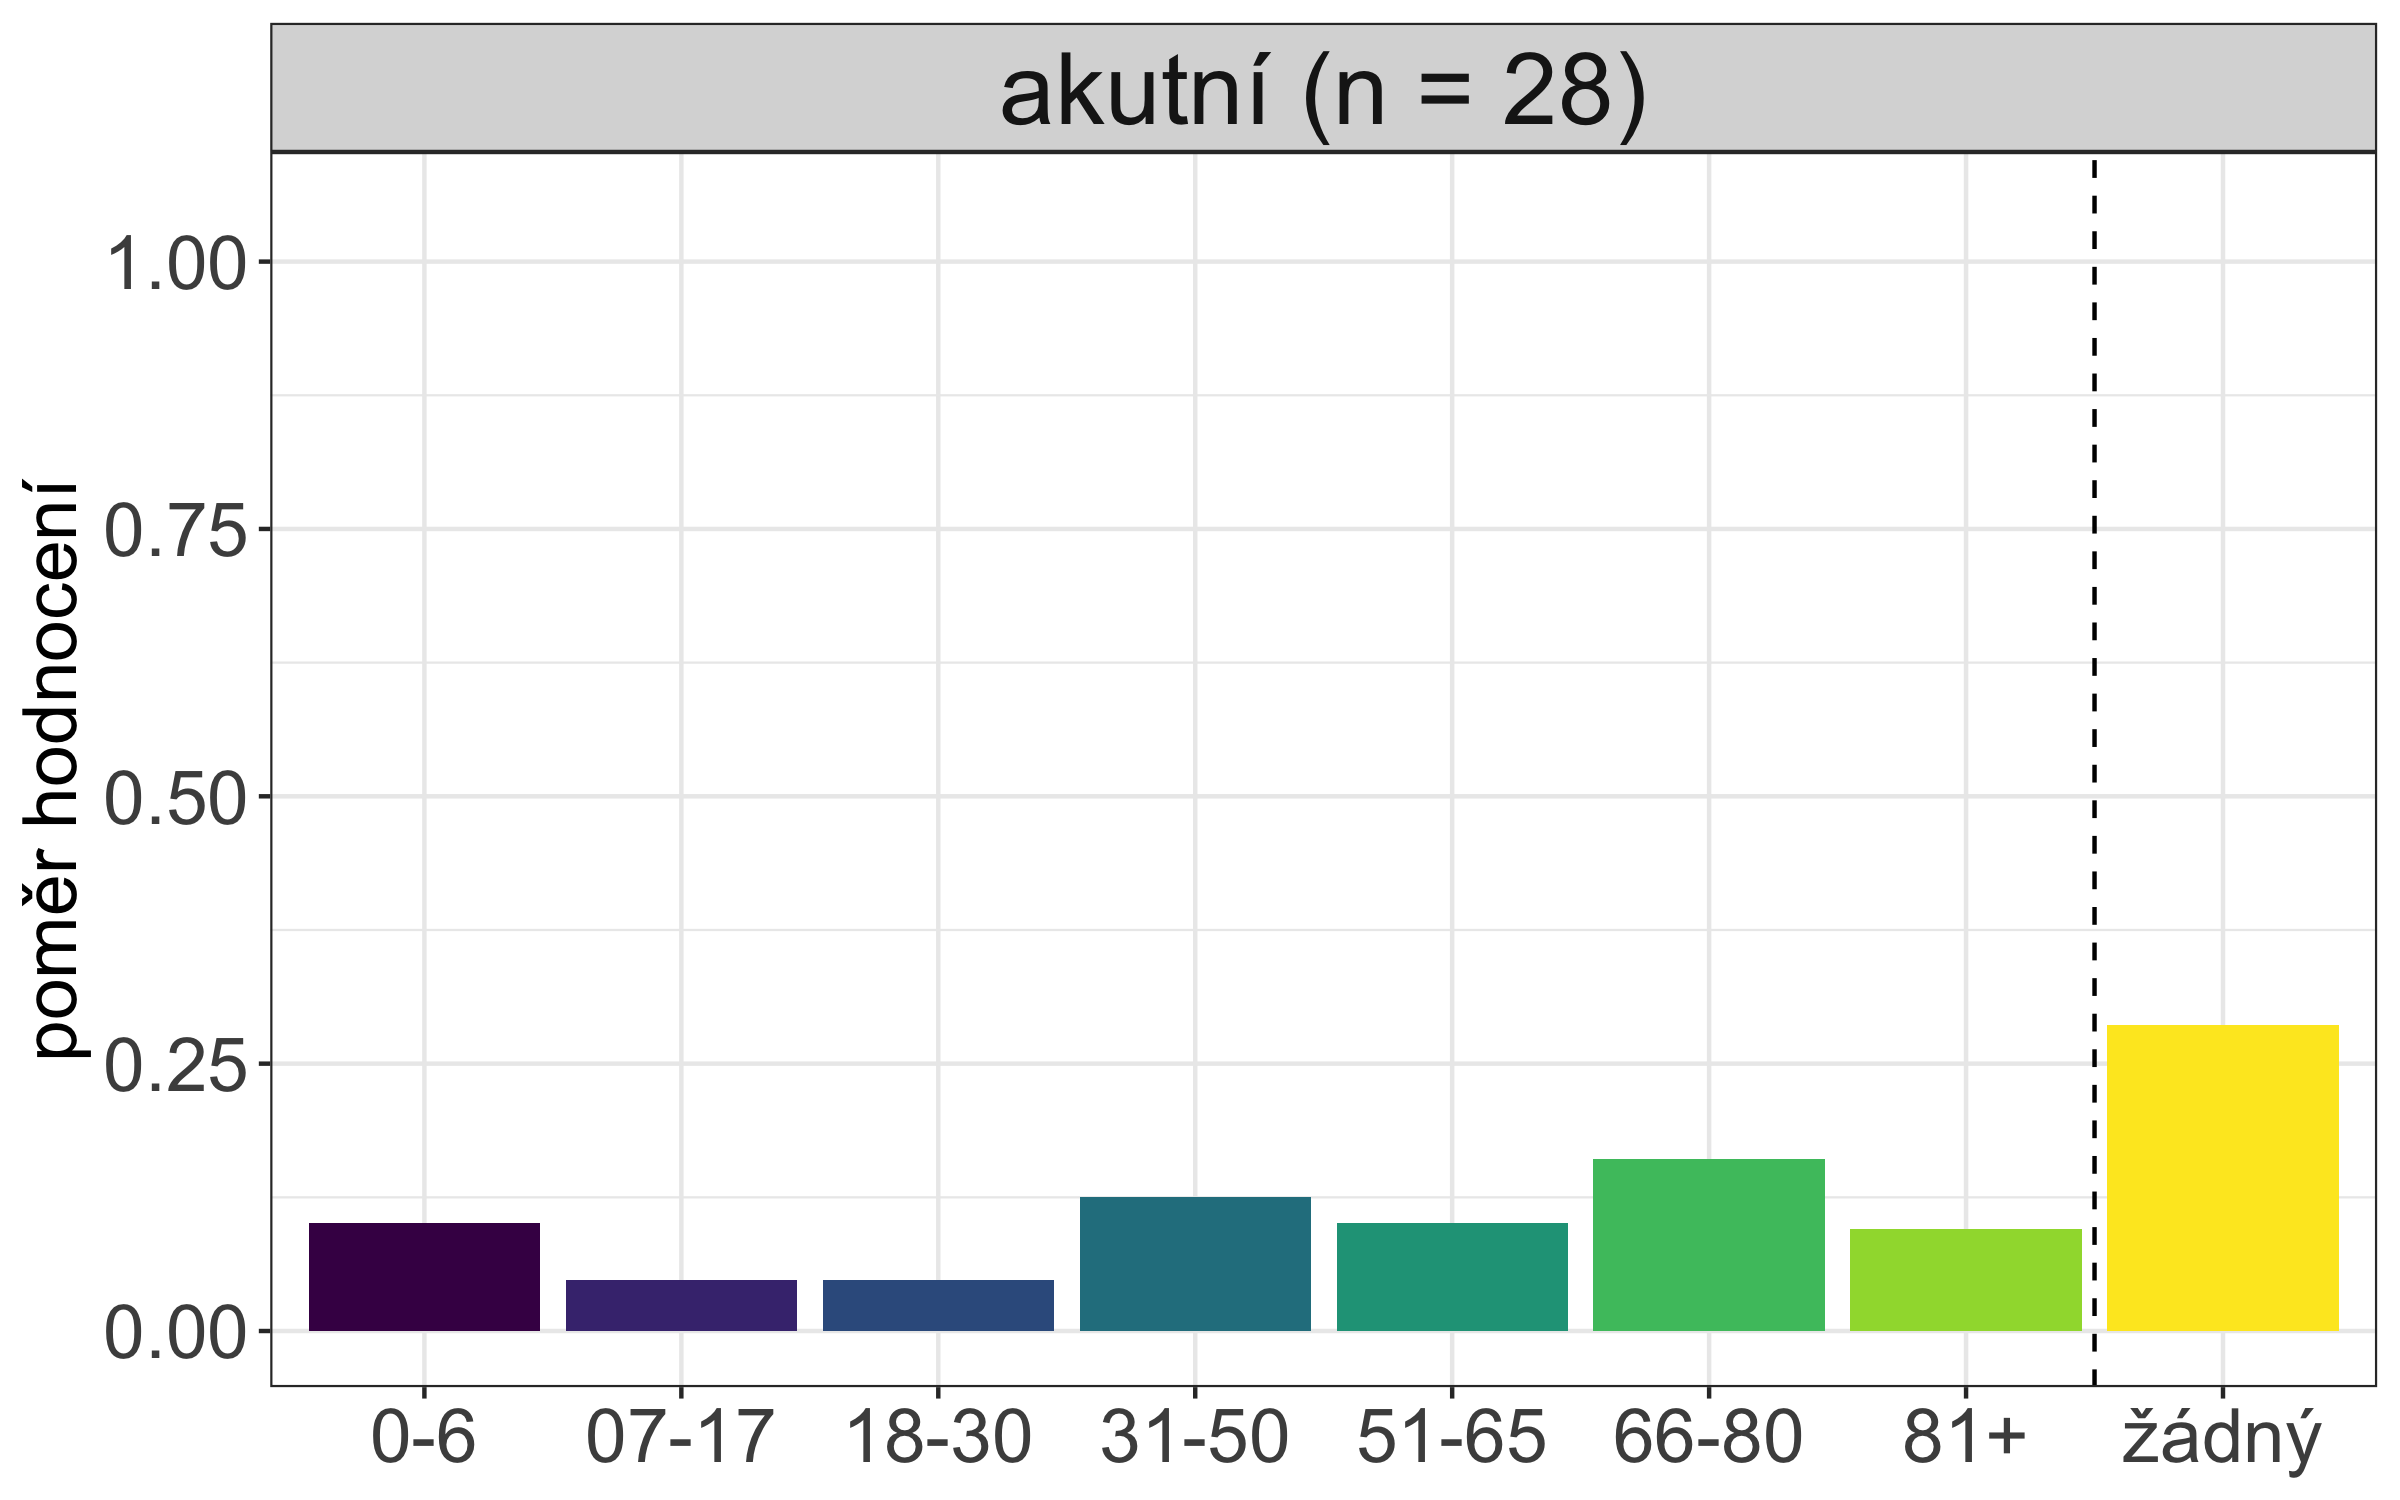 akutní (n = 28)
poměr hodnocení
1.00
0.75
0.50
0.25
0.00
0-6 07-17 18-30 31-50 51-65 66-80 81+ žádný